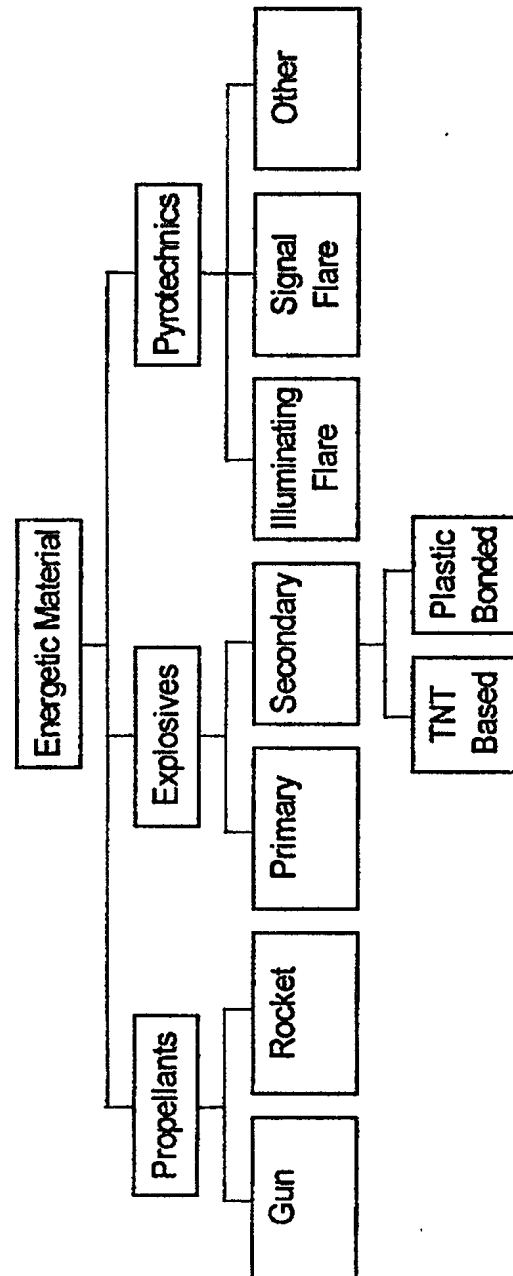 Energetic Material
Propellants
Explosives
Pyrotechnics
Gun
Rocket
Primary
Secondary
Illuminating
Flare
Signal
Flare
Other
TNT
Based
Plastic
Bonded